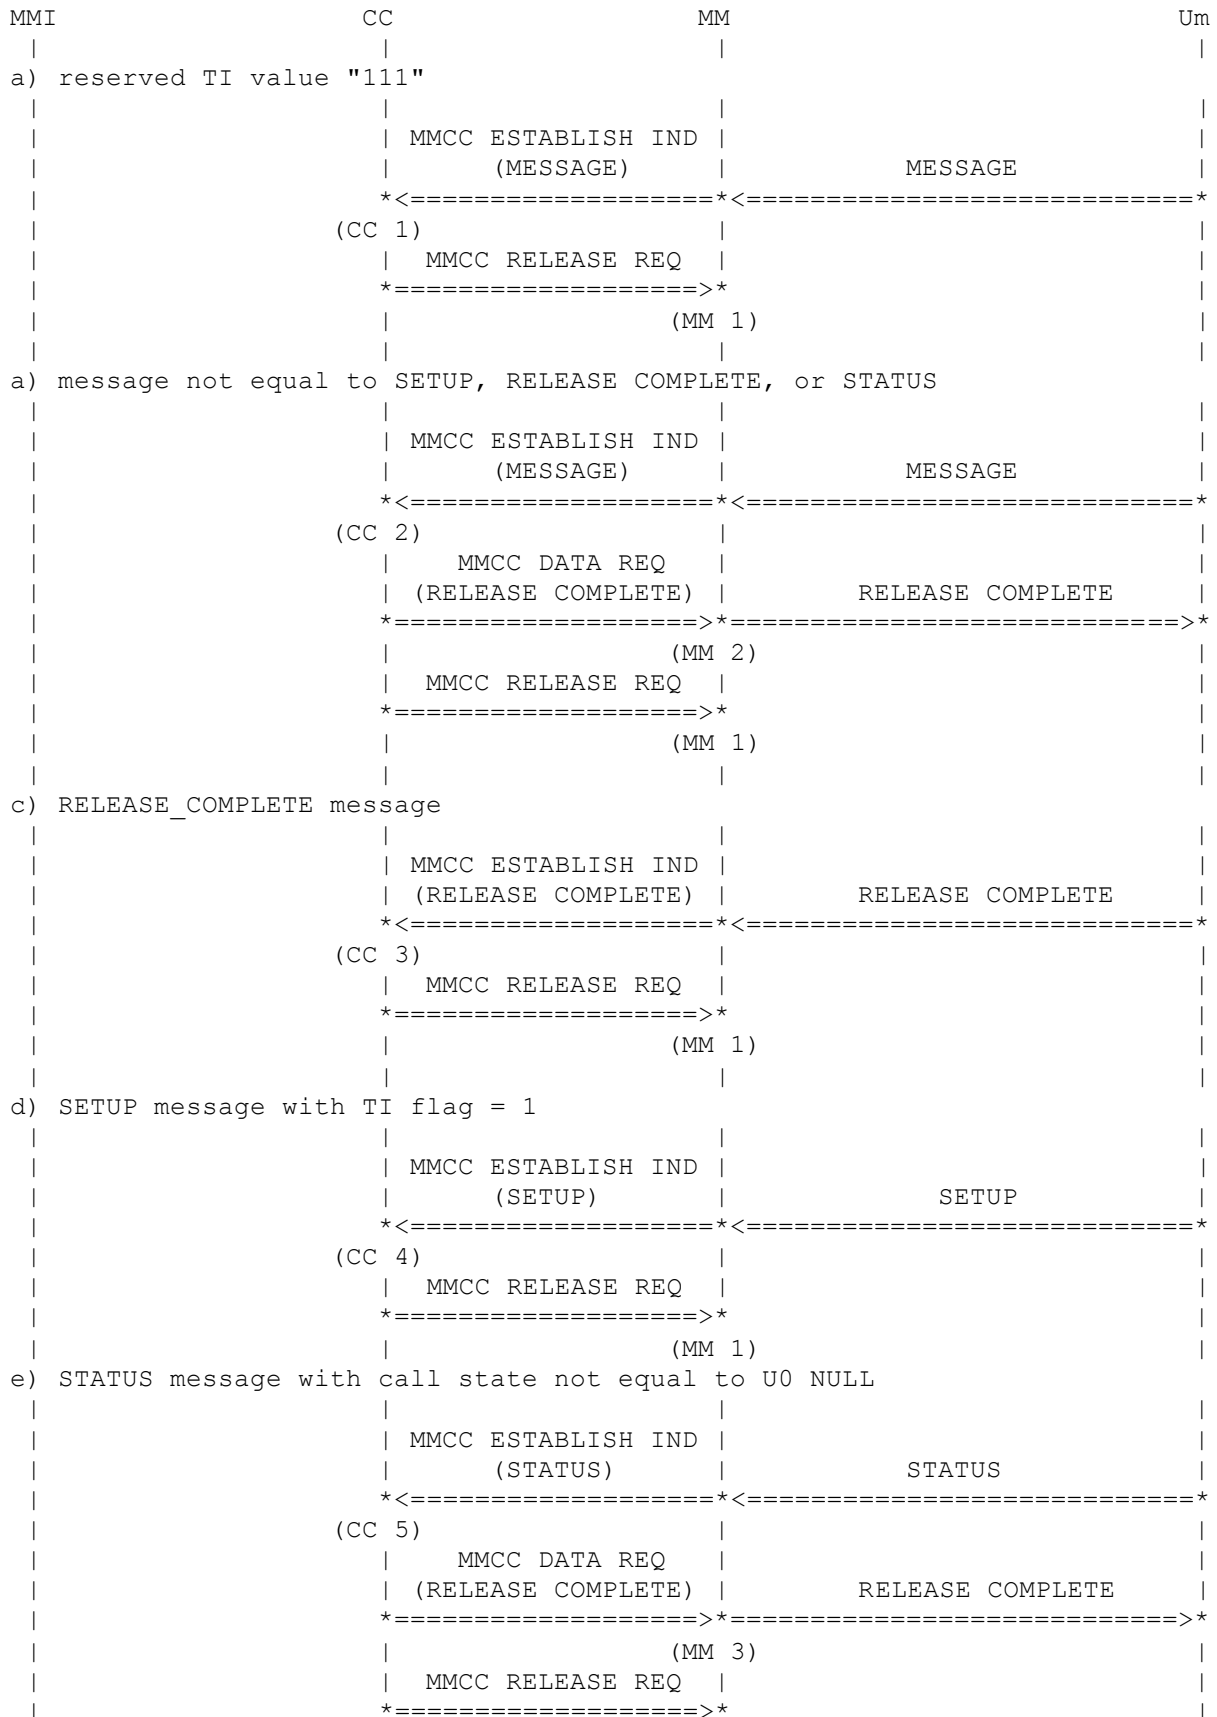 MMI                    CC                   MM                            Um
 |                     |                    |                             |
a) reserved TI value "111"
 |                     |                    |                             |
 |                     | MMCC ESTABLISH IND |                             |
 |                     |      (MESSAGE)     |           MESSAGE           |
 |                     *<===================*<============================*
 |                  (CC 1)                  |                             |
 |                     |  MMCC RELEASE REQ  |                             |
 |                     *===================>*                             |
 |                     |                 (MM 1)                           |
 |                     |                    |                             |
a) message not equal to SETUP, RELEASE COMPLETE, or STATUS
 |                     |                    |                             |
 |                     | MMCC ESTABLISH IND |                             |
 |                     |      (MESSAGE)     |           MESSAGE           |
 |                     *<===================*<============================*
 |                  (CC 2)                  |                             |
 |                     |    MMCC DATA REQ   |                             |
 |                     | (RELEASE COMPLETE) |        RELEASE COMPLETE     |
 |                     *===================>*============================>*
 |                     |                 (MM 2)                           |
 |                     |  MMCC RELEASE REQ  |                             |
 |                     *===================>*                             |
 |                     |                 (MM 1)                           |
 |                     |                    |                             |
c) RELEASE_COMPLETE message
 |                     |                    |                             |
 |                     | MMCC ESTABLISH IND |                             |
 |                     | (RELEASE COMPLETE) |        RELEASE COMPLETE     |
 |                     *<===================*<============================*
 |                  (CC 3)                  |                             |
 |                     |  MMCC RELEASE REQ  |                             |
 |                     *===================>*                             |
 |                     |                 (MM 1)                           |
 |                     |                    |                             |
d) SETUP message with TI flag = 1
 |                     |                    |                             |
 |                     | MMCC ESTABLISH IND |                             |
 |                     |      (SETUP)       |             SETUP           |
 |                     *<===================*<============================*
 |                  (CC 4)                  |                             |
 |                     |  MMCC RELEASE REQ  |                             |
 |                     *===================>*                             |
 |                     |                 (MM 1)                           |
e) STATUS message with call state not equal to U0 NULL
 |                     |                    |                             |
 |                     | MMCC ESTABLISH IND |                             |
 |                     |      (STATUS)      |           STATUS            |
 |                     *<===================*<============================*
 |                  (CC 5)                  |                             |
 |                     |    MMCC DATA REQ   |                             |
 |                     | (RELEASE COMPLETE) |        RELEASE COMPLETE     |
 |                     *===================>*============================>*
 |                     |                 (MM 3)                           |
 |                     |  MMCC RELEASE REQ  |                             |
 |                     *===================>*                             |